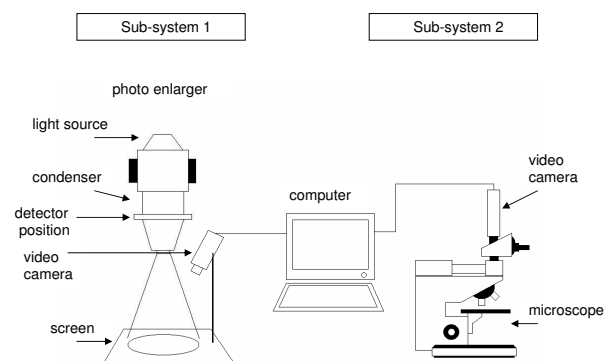 Sub-system 1
Sub-system 2
photo enlarger
light source
condenser
detector
position
video
camera
screen
computer
video
camera
microscope